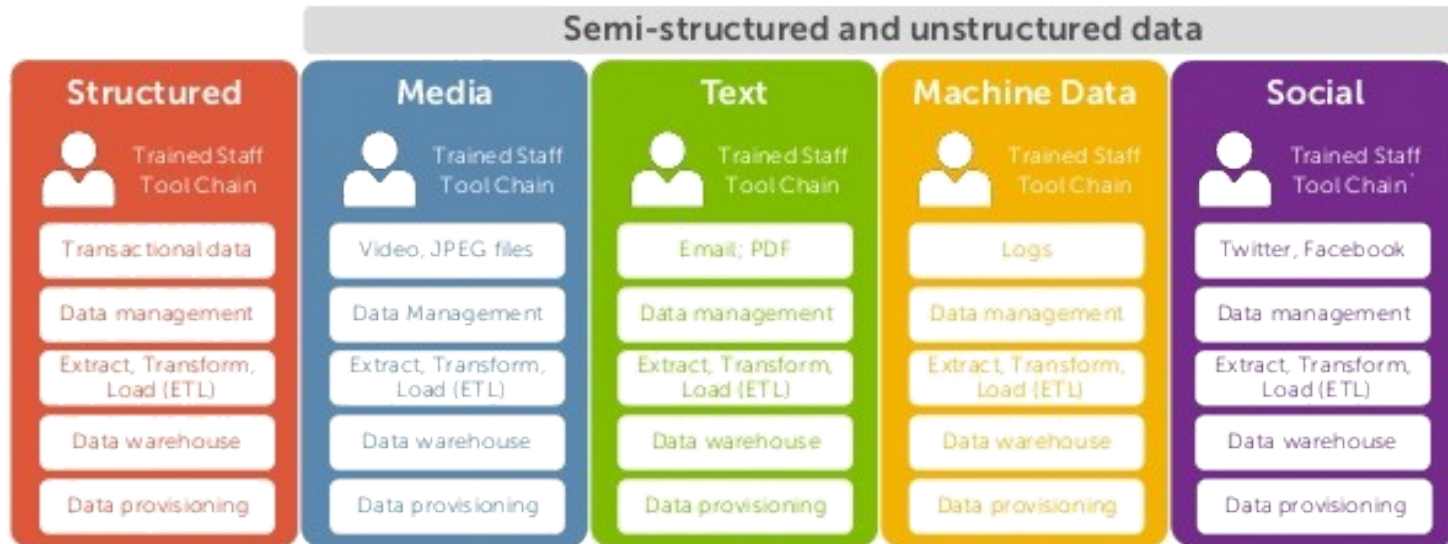 Semi-structured and unstructured data
Structured
Trained Staff
Tool Chain
Transactional data
Data management
Extract, Transform,
Load (ETL)
Data warehouse
Data provisioning
Media
Trained Staff
Tool Chain
Video, JPEG files
Data Management
Extract, Transform,
Load (ETL)
Data warehouse
Data provisioning
Text
Trained Staff
Tool Chain
Email; PDF
Data management
Extract, Transform,
Load (ETL)
Data warehouse
Data provisioning
Machine Data
Trained Staff
Tool Chain
Logs
Data management
Extract, Transform,
Load (ETL)
Data warehouse
Data provisioning
Social
Trained Staff
Tool Chain
Twitter, Facebook
Data management
Extract, Transform,
Load (ETL)
Data warehouse
Data provisioning